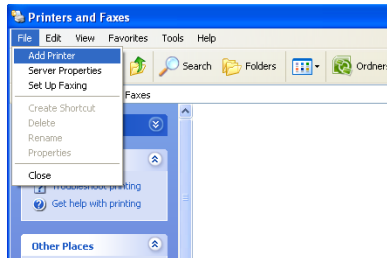 Printers and Faxes
File Edit View Favorites Tools Help
Add Printer
Server Properties
Set Up Faxing
Create Shortcut
Delete
Rename
Properties
Close
Search Folders Ordner
Faxes
Troubleshoot printing
Get help with printing
Other Places